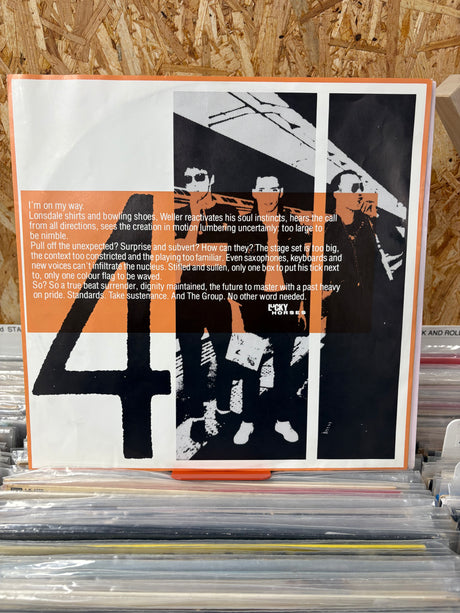 I'm on my way.
Lonsdale shirts and bowling shoes, Weller reactivates his soul instincts, hears the call
from all directions, sees the creation in motion lumbering uncertainly; too large to
be nimble.
Pull off the unexpected? Surprise and subvert? How can they? The stage set is too big,
the context too constricted and the playing too familiar. Even saxophones, keyboards and
new voices can't infiltrate the nucleus. Stifled and sullen, only one box to put his tick next
to, only one colour flag to be waved.
So? So a true beat surrender, dignity maintained, the future to master with a past heavy
on pride. Standards. Take sustenance. And The Group. No other word needed.
LUCKY
HORSES
4
K AND ROLL